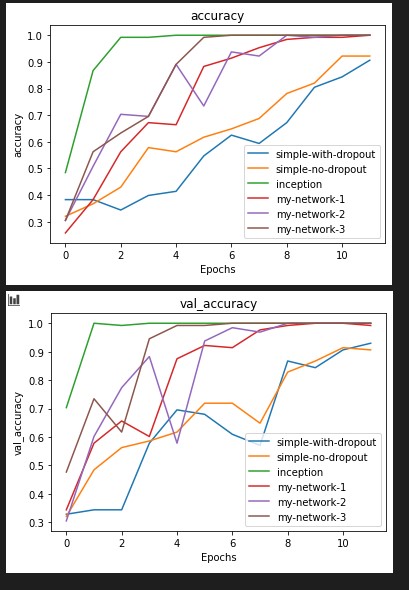 accuracy
1.0
0.9
0.8
0.7
0.6
0.5
0.4
0.3
accuracy
simple-with-dropout
simple-no-dropout
inception
my-network-1
my-network-2
my-network-3
0 2 4 6 8 10
Epochs
val_accuracy
1.0
0.9
0.8
0.7
0.6
0.5
0.4
0.3
val_accuracy
simple-with-dropout
simple-no-dropout
inception
my-network-1
my-network-2
my-network-3
0 2 4 6 8 10
Epochs